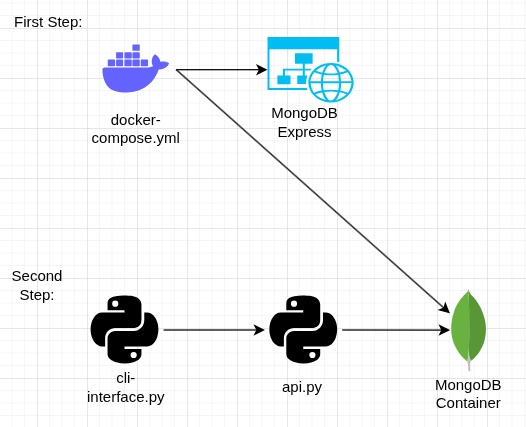 First Step:
docker-
compose.yml
MongoDB
Express
Second
Step:
cli-
interface.py
api.py
MongoDB
Container